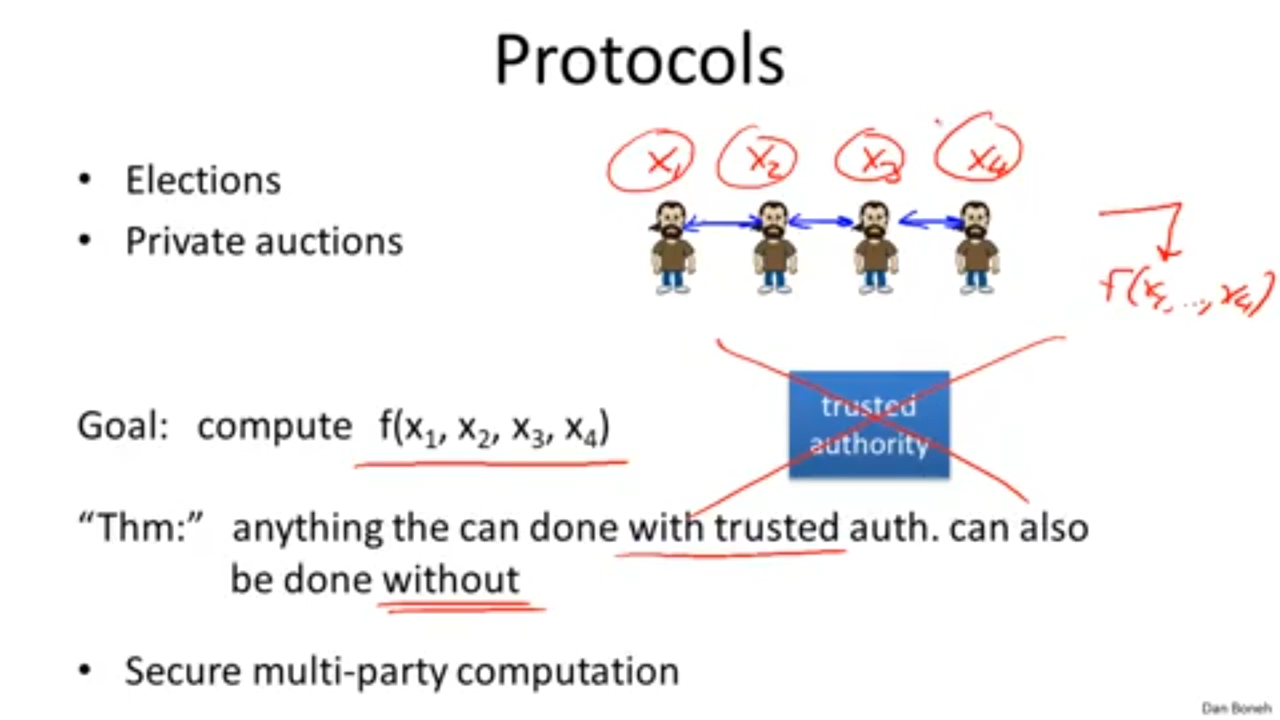 Protocols
• Elections
• Private auctions
x₁ x₂ x₃ x₄
f(x₁, ..., x₄)
trusted
authority
Goal: compute f(x₁, x₂, x₃, x₄)
“Thm:” anything the can done with trusted auth. can also
be done without
• Secure multi-party computation
Dan Boneh